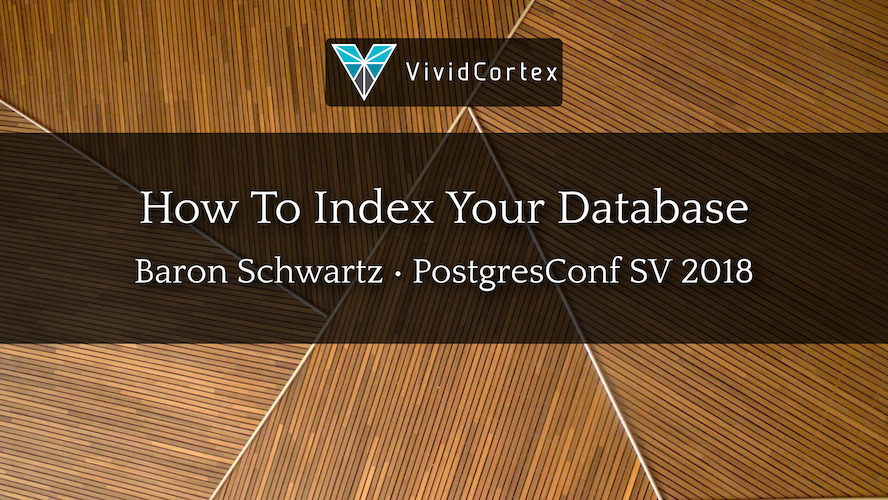 VividCortex
How To Index Your Database
Baron Schwartz · PostgresConf SV 2018